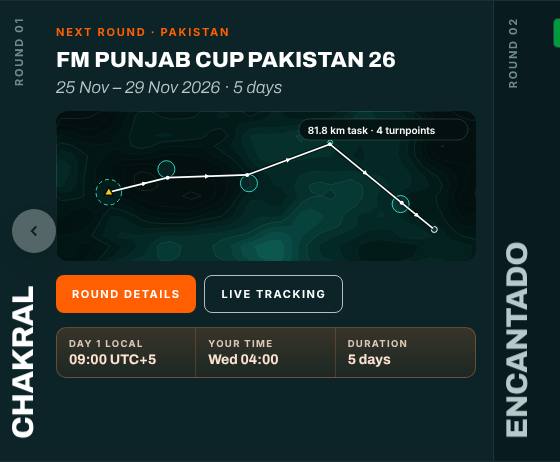 ROUND 01
CHAKRAL
NEXT ROUND · PAKISTAN
FM PUNJAB CUP PAKISTAN 26
25 Nov – 29 Nov 2026 · 5 days
81.8 km task · 4 turnpoints
ROUND DETAILS
LIVE TRACKING
DAY 1 LOCAL
09:00 UTC+5
YOUR TIME
Wed 04:00
DURATION
5 days
ROUND 02
ENCANTADO